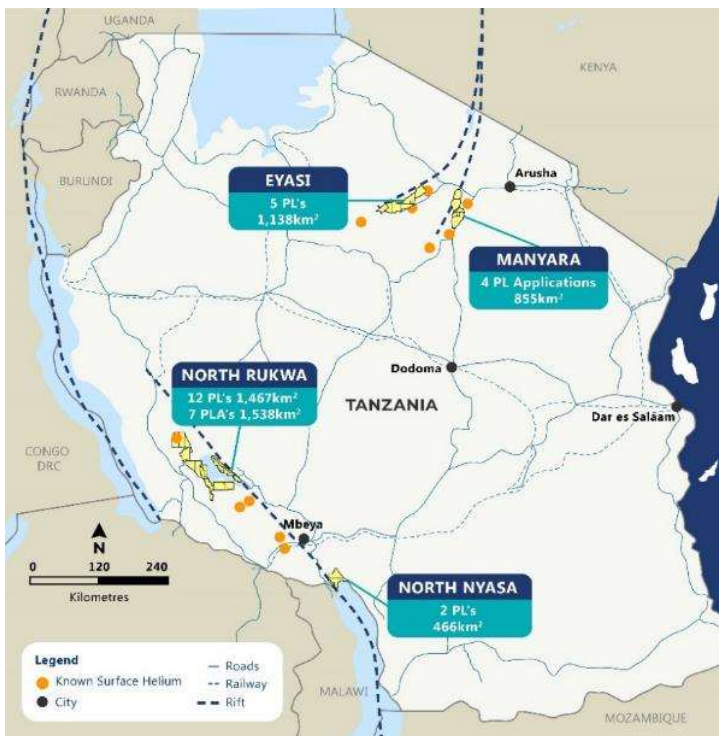 UGANDA
KENYA
RWANDA
BURUNDI
Arusha
EYASI
5 PL's
1,138km²
MANYARA
4 PL Applications
855km²
Dodoma
NORTH RUKWA
12 PL's 1,467km²
7 PLA's 1,538km²
TANZANIA
Dar es Salaam
CONGO
DRC
Mbeya
N
0 120 240
Kilometres
NORTH NYASA
2 PL's
466km²
Legend
Known Surface Helium
City
Roads
Railway
Rift
MALAWI
MOZAMBIQUE